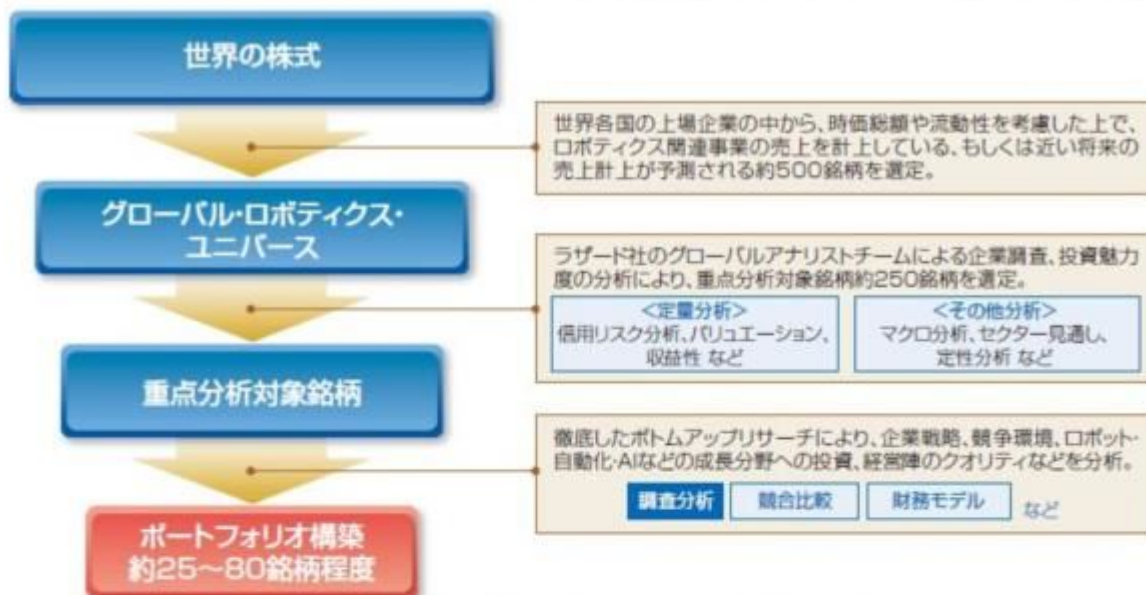 世界の株式
世界各国の上場企業の中から、時価総額や流動性を考慮した上で、
ロボティクス関連事業の売上を計上している、もしくは近い将来の
売上計上が予測される約500銘柄を選定。
グローバル・ロボティクス・
ユニバース
ラザード社のグローバルアナリストチームによる企業調査、投資魅力
度の分析により、重点分析対象銘柄約250銘柄を選定。
<定量分析>
信用リスク分析、バリュエーション、
収益性 など
<その他分析>
マクロ分析、セクター見通し、
定性分析 など
重点分析対象銘柄
徹底したボトムアップリサーチにより、企業戦略、競争環境、ロボット・
自動化・AIなどの成長分野への投資、経営陣のクオリティなどを分析。
調査分析
競合比較
財務モデル
など
ポートフォリオ構築
約25～80銘柄程度